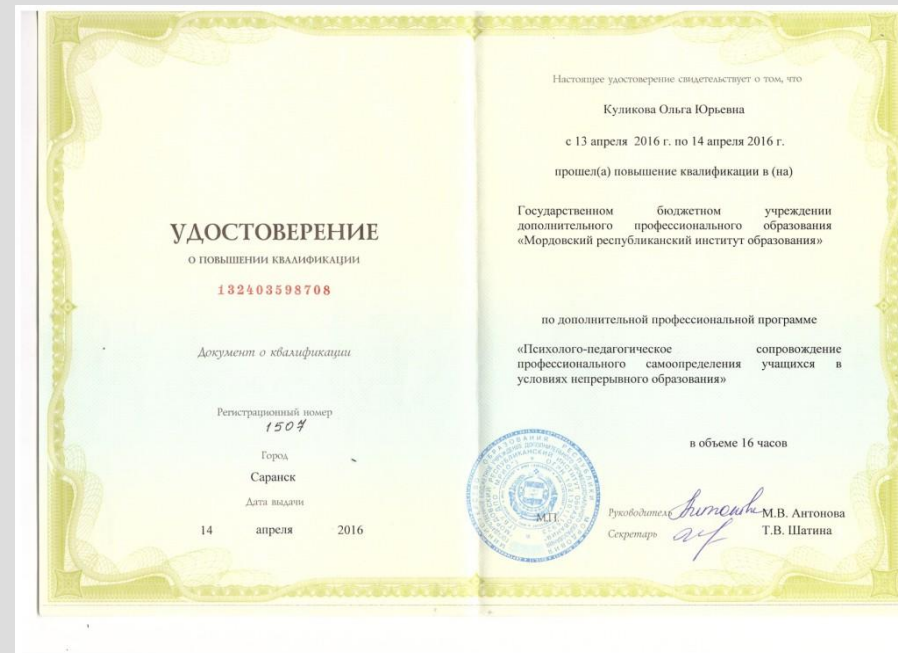 УДОСТОВЕРЕНИЕ
О ПОВЫШЕНИИ КВАЛИФИКАЦИИ
132403598708
Документ о квалификации
Регистрационный номер
1507
Город
Саранск
Дата выдачи
14 апреля 2016
Настоящее удостоверение свидетельствует о том, что
Куликова Ольга Юрьевна
с 13 апреля 2016 г. по 14 апреля 2016 г.
прошел(а) повышение квалификации в (на)
Государственном бюджетном учреждении
дополнительного профессионального образования
«Мордовский республиканский институт образования»
по дополнительной профессиональной программе
«Психолого-педагогическое сопровождение
профессионального самоопределения учащихся в
условиях непрерывного образования»
в объеме 16 часов
М.П.
Руководитель М.В. Антонова
Секретарь Т.В. Шатина